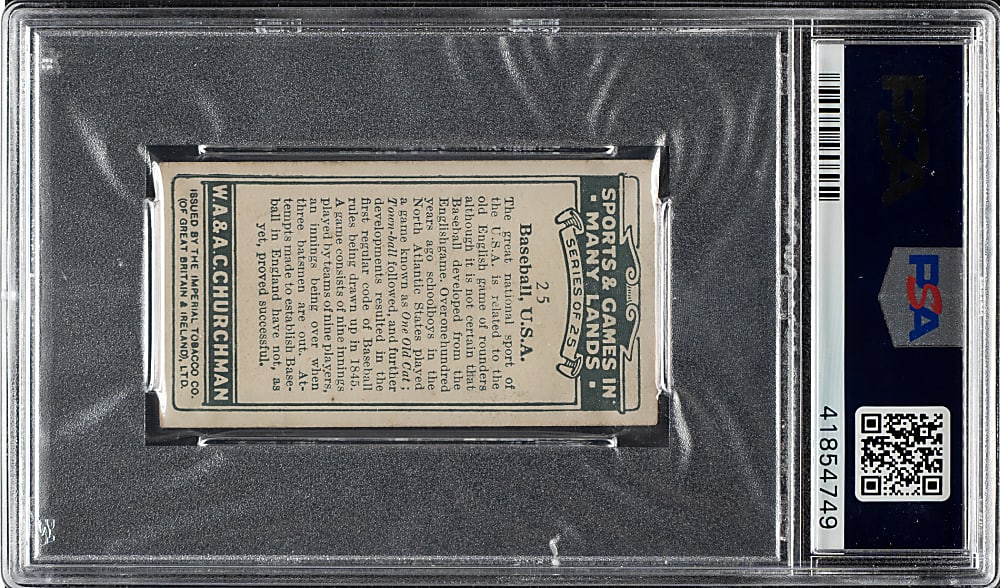 PSA
PSA
41854749
SPORTS & GAMES IN
· MANY LANDS ·
SERIES OF 25
25
Baseball, U.S.A.
The great national sport of
the U.S.A. is related to the
old English game of rounders
although it is not certain that
Baseball developed from the
English game. Over one hundred
years ago schoolboys in the
North Atlantic States played
a game known as One Old Cat:
Town-ball followed, and further
developments resulted in the
first regular code of Baseball
rules being drawn up in 1845.
A game consists of nine innings
played by teams of nine players,
an innings being over when
three batsmen are out. At-
tempts made to establish Base-
ball in England have not, as
yet, proved successful.
W.A.& A.C.CHURCHMAN
ISSUED BY THE IMPERIAL TOBACCO CO.
(OF GREAT BRITAIN & IRELAND), LTD.